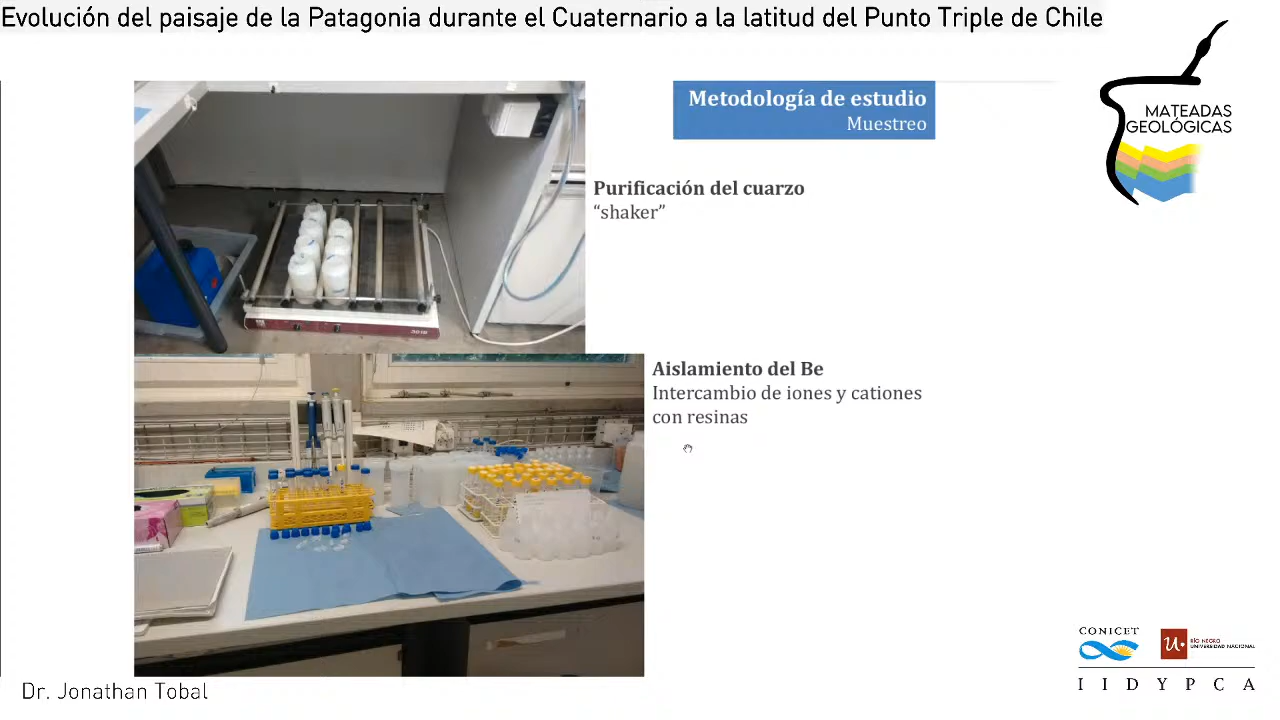 Evolución del paisaje de la Patagonia durante el Cuaternario a la latitud del Punto Triple de Chile
MATEADAS
GEOLÓGICAS
Metodología de estudio
Muestreo
Purificación del cuarzo
“shaker”
Aislamiento del Be
Intercambio de iones y cationes
con resinas
CONICET
RÍO NEGRO
UNIVERSIDAD NACIONAL
I I D Y P C A
Dr. Jonathan Tobal